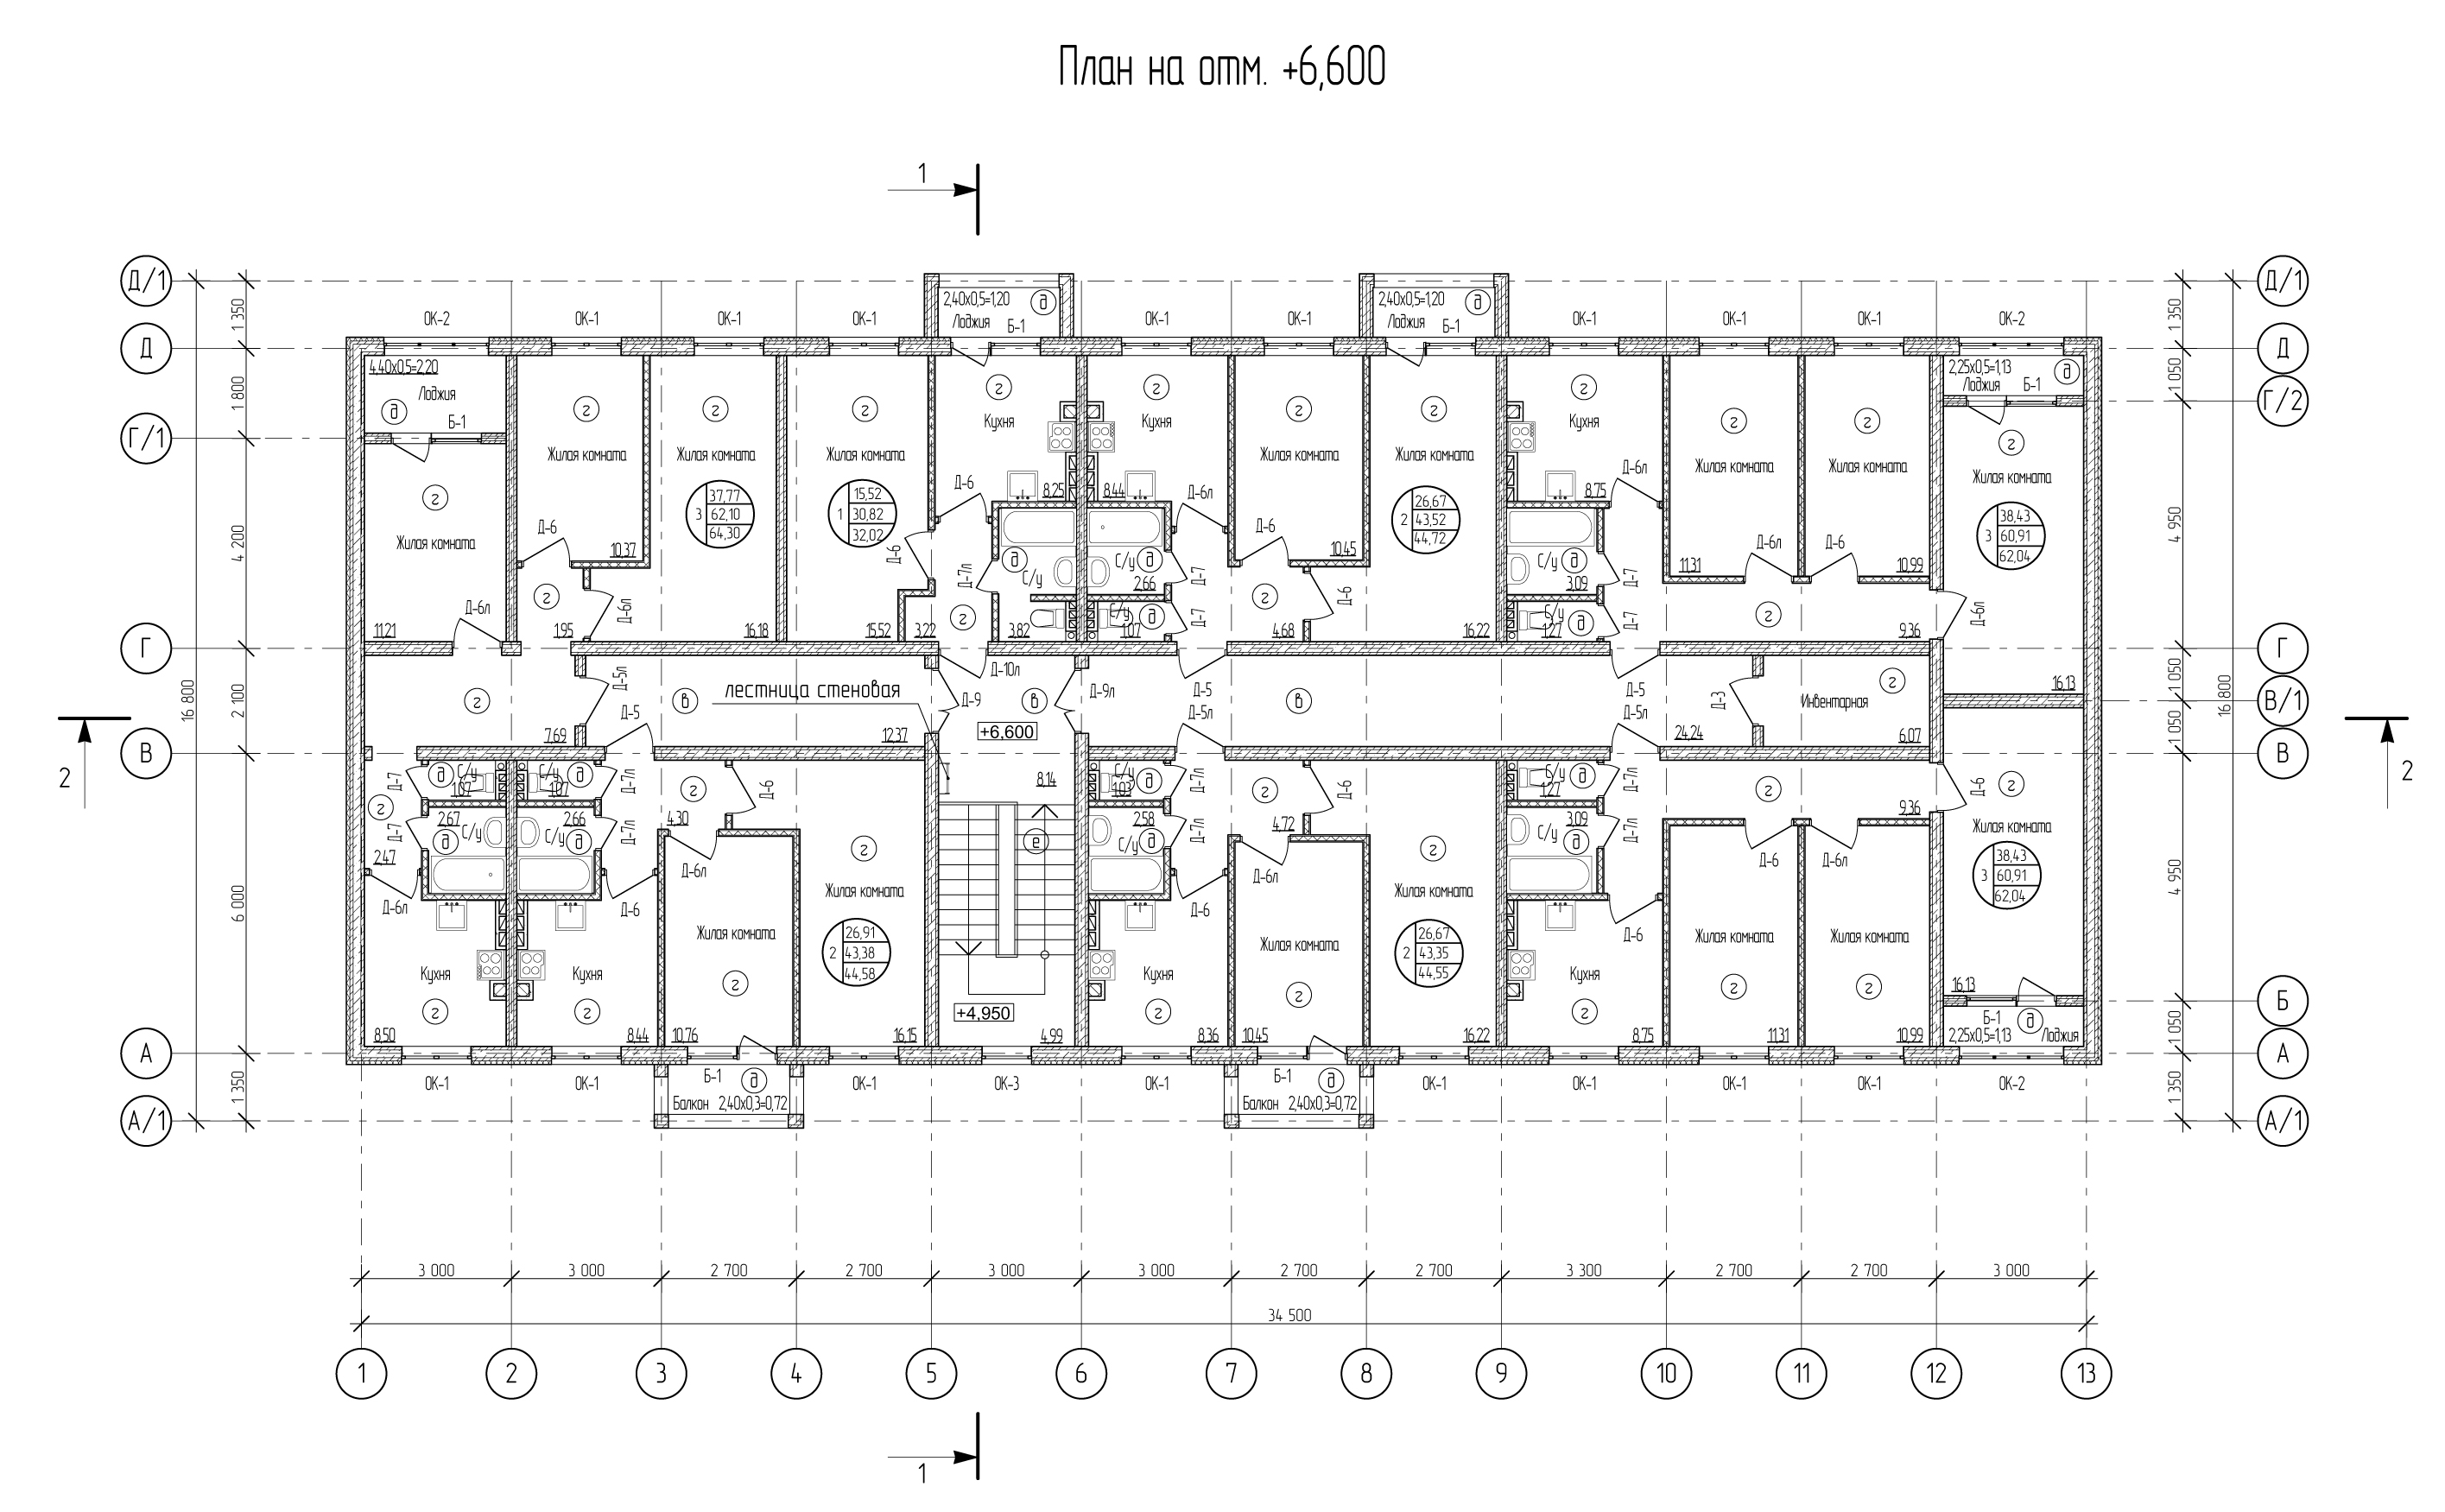 План на отм. +6,600
1
Д/1 Д/1
1 350 ОК-2 ОК-1 ОК-1 ОК-1 2,40х0,5=1,20 д Лоджия Б-1 ОК-1 ОК-1 2,40х0,5=1,20 д Лоджия Б-1 ОК-1 ОК-1 ОК-1 ОК-2 1 350
Д Д
4.40х0,5=2,20 2,25х0,5=1,13 д
1 800 Лоджия Лоджия Б-1 1 050
д г г г г г г г г г г
Г/2
Г/1 Б-1 Кухня Кухня Кухня г
Жилая комната Жилая комната Жилая комната Жилая комната Жилая комната Жилая комната Жилая комната
Д-6л Жилая комната
г Д-6 8,25 8,44 Д-6л 8,75
3 37,77 62,10 64,30
1 15,52 30,82 32,02
2 26,67 43,52 44,72
3 38,43 60,91 62,04
4 200 Жилая комната Д-6 Д-6 4 950
10,37 Д-6 10,45 Д-6л Д-6
д С/у С/у д С/у д
Д-7л 2,66 Д-7 3,09 Д-7 11,31 10,99
г Д-6л г С/у д Д-7 г Д-6 С/у д Д-7 г Д-6л
Д-6л
11,21 1,95 16,18 15,52 3,22 3,82 1,07 4,68 16,22 1,27 9,36
Г Г
Д-5л Д-10л
1 050
16 800 2 100 лестница стеновая Д-9 Д-9л Д-5 Д-5 Д-3 г 16,13 16 800
г в в в Инвентарная В/1
Д-5 +6,600 Д-5л Д-5л 1 050
7,69 12,37 24,24 6,07
В В
2 2
Д-7 д С/у С/у д Д-7л г Д-6 8,14 С/у д Д-7л г Д-6 С/у д Д-7л г Д-6 г
г 1,07 1,07 1,03 1,27 9,36
2,67 С/у 2,66 4,30 2,58 4,72 3,09
Д-7 д С/у д Д-7л е С/у д Д-7л С/у д Д-7л Жилая комната
2,47 г г Д-6 Д-6л
Д-6л Д-6л
3 38,43 60,91 62,04
6 000 Д-6л Д-6 Жилая комната Д-6 Жилая комната 4 950
Жилая комната Д-6 Жилая комната Жилая комната
2 26,91 43,38 44,58
Жилая комната
2 26,67 43,35 44,55
Кухня Кухня г Кухня г Кухня г г
г г +4,950 г г 16,13
Б
8,50 8,44 10,76 16,15 4,99 8,36 10,45 16,22 8,75 11,31 10,99 Б-1 д
2,25х0,5=1,13 Лоджия 1 050
А А
1 350 ОК-1 ОК-1 Б-1 д ОК-1 ОК-3 ОК-1 Б-1 д ОК-1 ОК-1 ОК-1 ОК-1 ОК-2 1 350
Балкон 2,40х0,3=0,72 Балкон 2,40х0,3=0,72
А/1 А/1
3 000 3 000 2 700 2 700 3 000 3 000 2 700 2 700 3 300 2 700 2 700 3 000
34 500
1 2 3 4 5 6 7 8 9 10 11 12 13
1